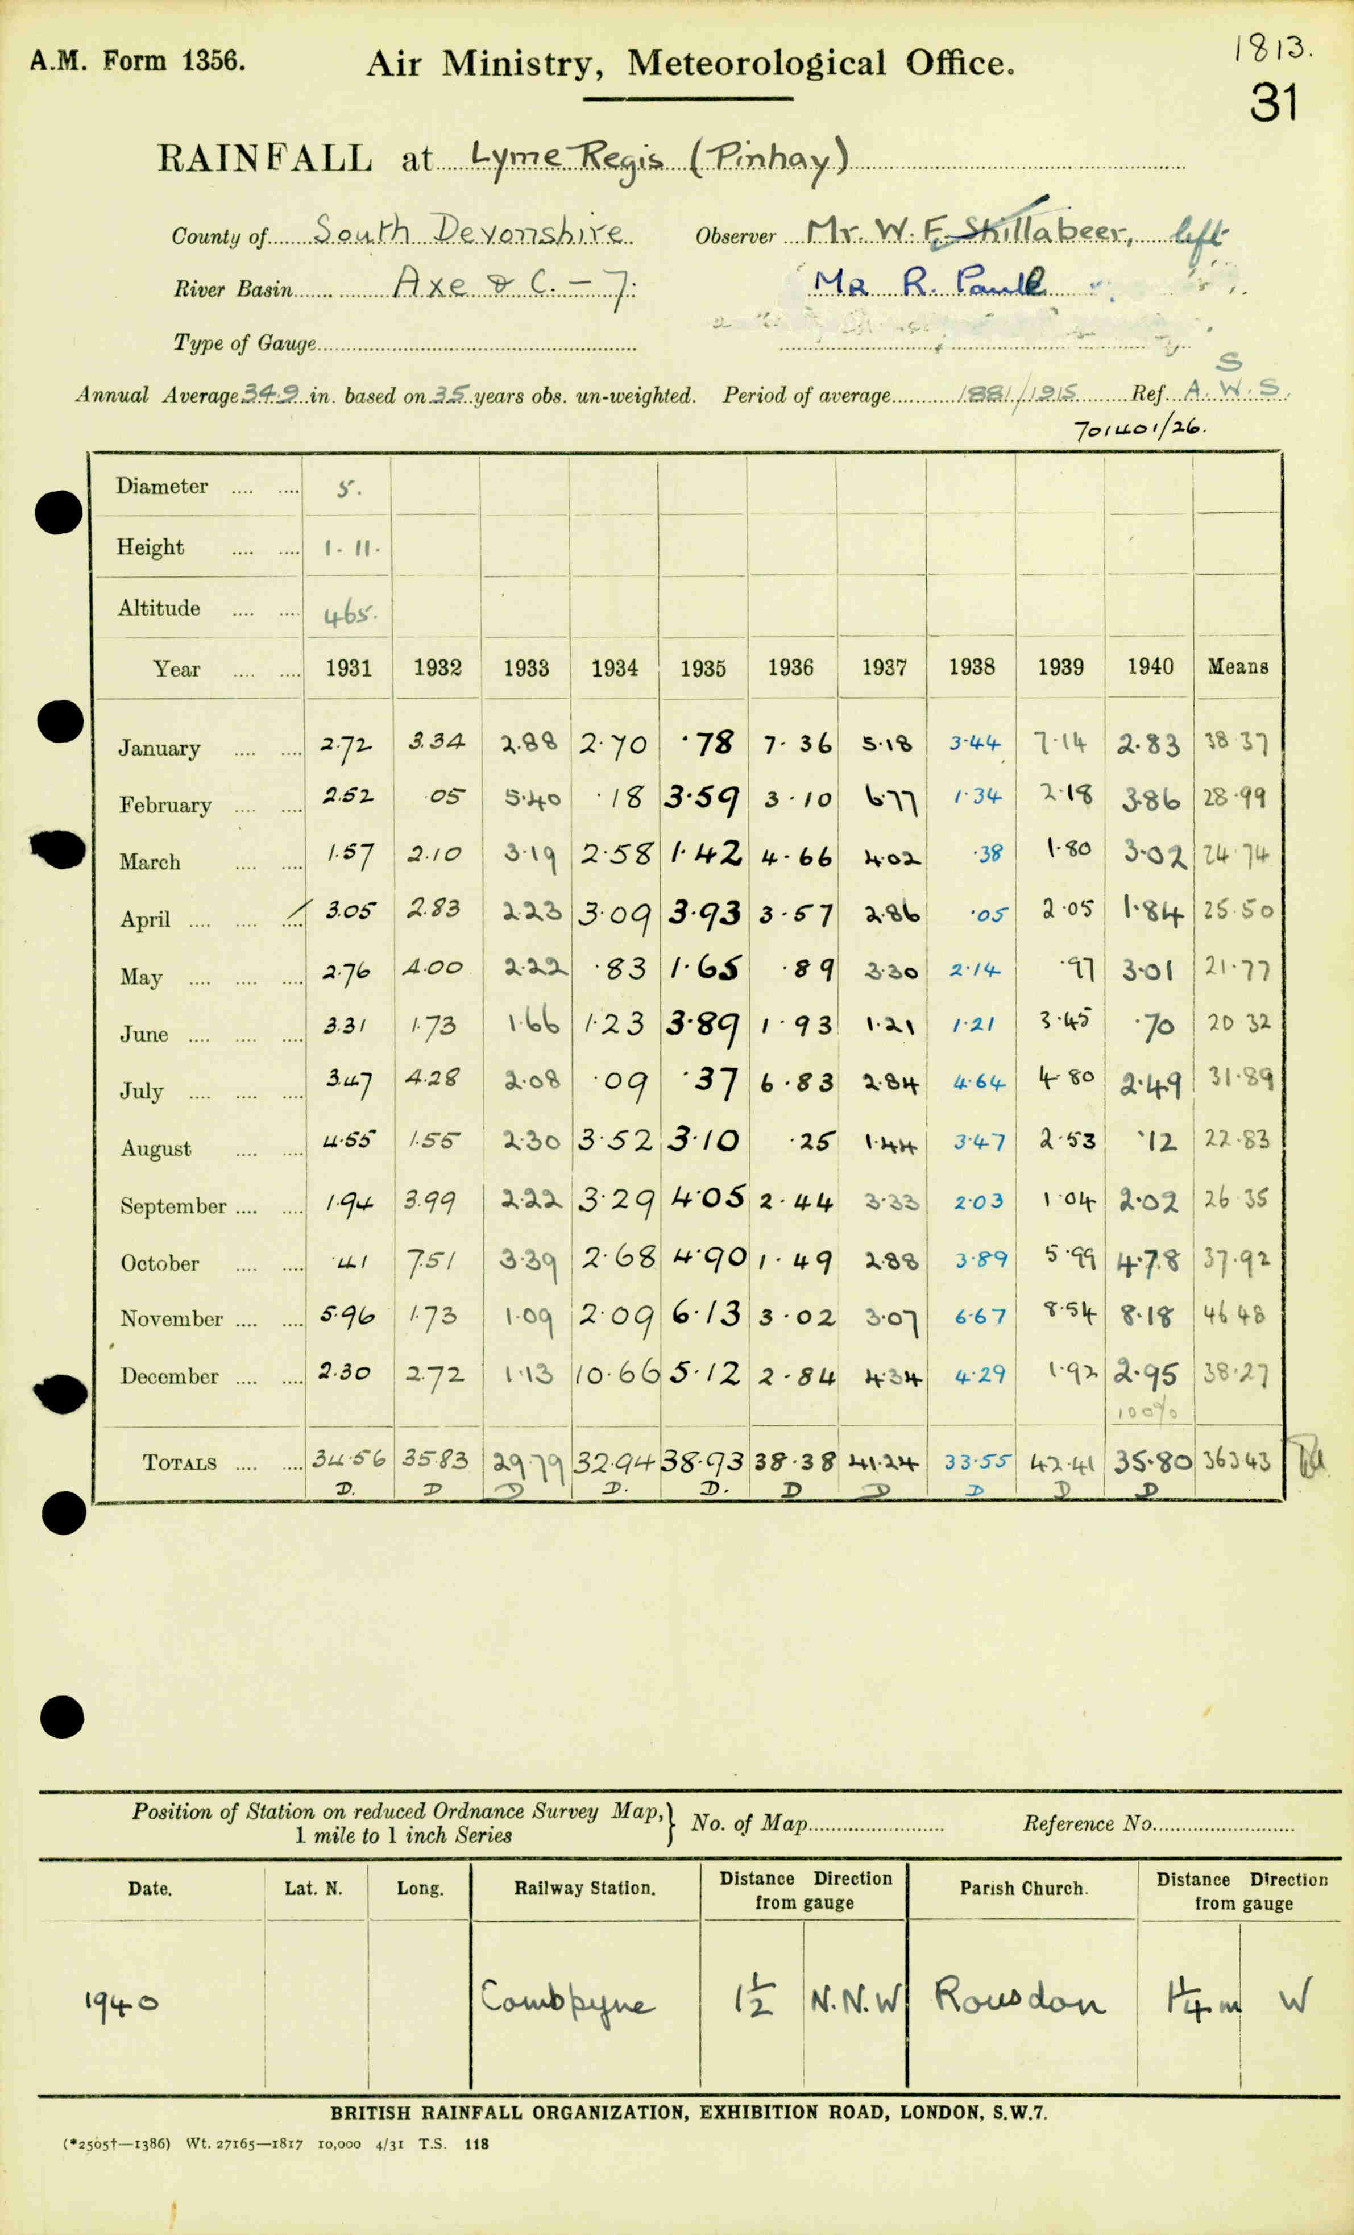 A.M. Form 1356. Air Ministry, Meteorological Office. 1813.
31
RAINFALL at Lyme Regis (Pinhay)
County of South Devonshire Observer Mr. W. F. Skillabeer, left
River Basin Axe & C. – 7. Mr R. Paull
Type of Gauge
S
Annual Average 34.9 in. based on 35 years obs. un-weighted. Period of average 1881/1915 Ref. A.W.S.
701401/26.
Diameter 5.
Height 1.11.
Altitude 465.
Year 1931 1932 1933 1934 1935 1936 1937 1938 1939 1940 Means
January 2.72 3.34 2.88 2.70 .78 7.36 5.18 3.44 7.14 2.83 38.37
February 2.52 .05 5.40 .18 3.59 3.10 6.77 1.34 2.18 3.86 28.99
March 1.57 2.10 3.19 2.58 1.42 4.66 4.02 .38 1.80 3.02 24.74
April 3.05 2.83 2.23 3.09 3.93 3.57 2.86 .05 2.05 1.84 25.50
May 2.76 4.00 2.22 .83 1.65 .89 3.30 2.14 .97 3.01 21.77
June 3.31 1.73 1.66 1.23 3.89 1.93 1.21 1.21 3.45 .70 20.32
July 3.47 4.28 2.08 .09 .37 6.83 2.84 4.64 4.80 2.49 31.89
August 4.55 1.55 2.30 3.52 3.10 .25 1.44 3.47 2.53 .12 22.83
September 1.94 3.99 2.22 3.29 4.05 2.44 3.33 2.03 1.04 2.02 26.35
October .41 7.51 3.39 2.68 4.90 1.49 2.88 3.89 5.99 4.78 37.92
November 5.96 1.73 1.09 2.09 6.13 3.02 3.07 6.67 8.54 8.18 46.48
December 2.30 2.72 1.13 10.66 5.12 2.84 4.34 4.29 1.92 2.95 38.27
100%
TOTALS 34.56 35.83 29.79 32.94 38.93 38.38 41.24 33.55 42.41 35.80 363.43
D. D D D. D. D D D D D
Position of Station on reduced Ordnance Survey Map, } No. of Map Reference No.
1 mile to 1 inch Series
Date. Lat. N. Long. Railway Station. Distance Direction from gauge Parish Church. Distance Direction from gauge
1940 Combpyne 1½ N.N.W Rousdon 1¼ m W
BRITISH RAINFALL ORGANIZATION, EXHIBITION ROAD, LONDON, S.W.7.
(*2505†—1386) Wt. 27165—1817 10,000 4/31 T.S. 118